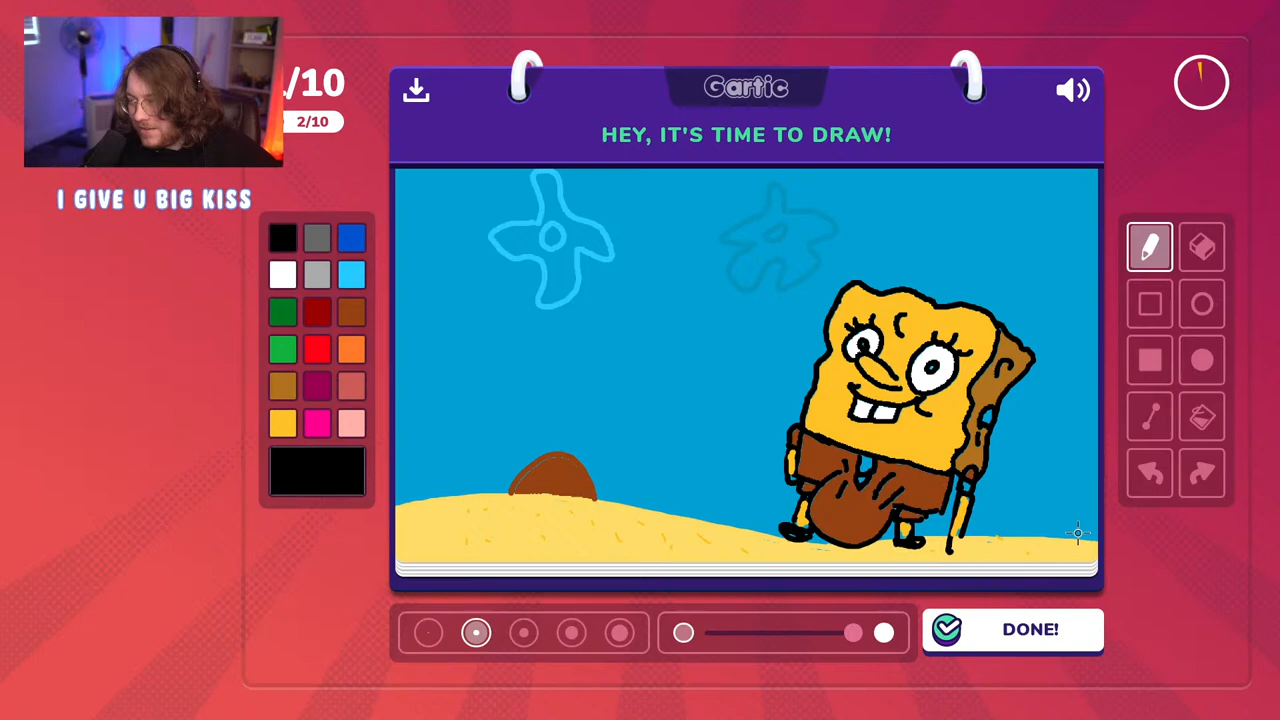 /10
2/10
I GIVE U BIG KISS
Gartic
HEY, IT'S TIME TO DRAW!
DONE!